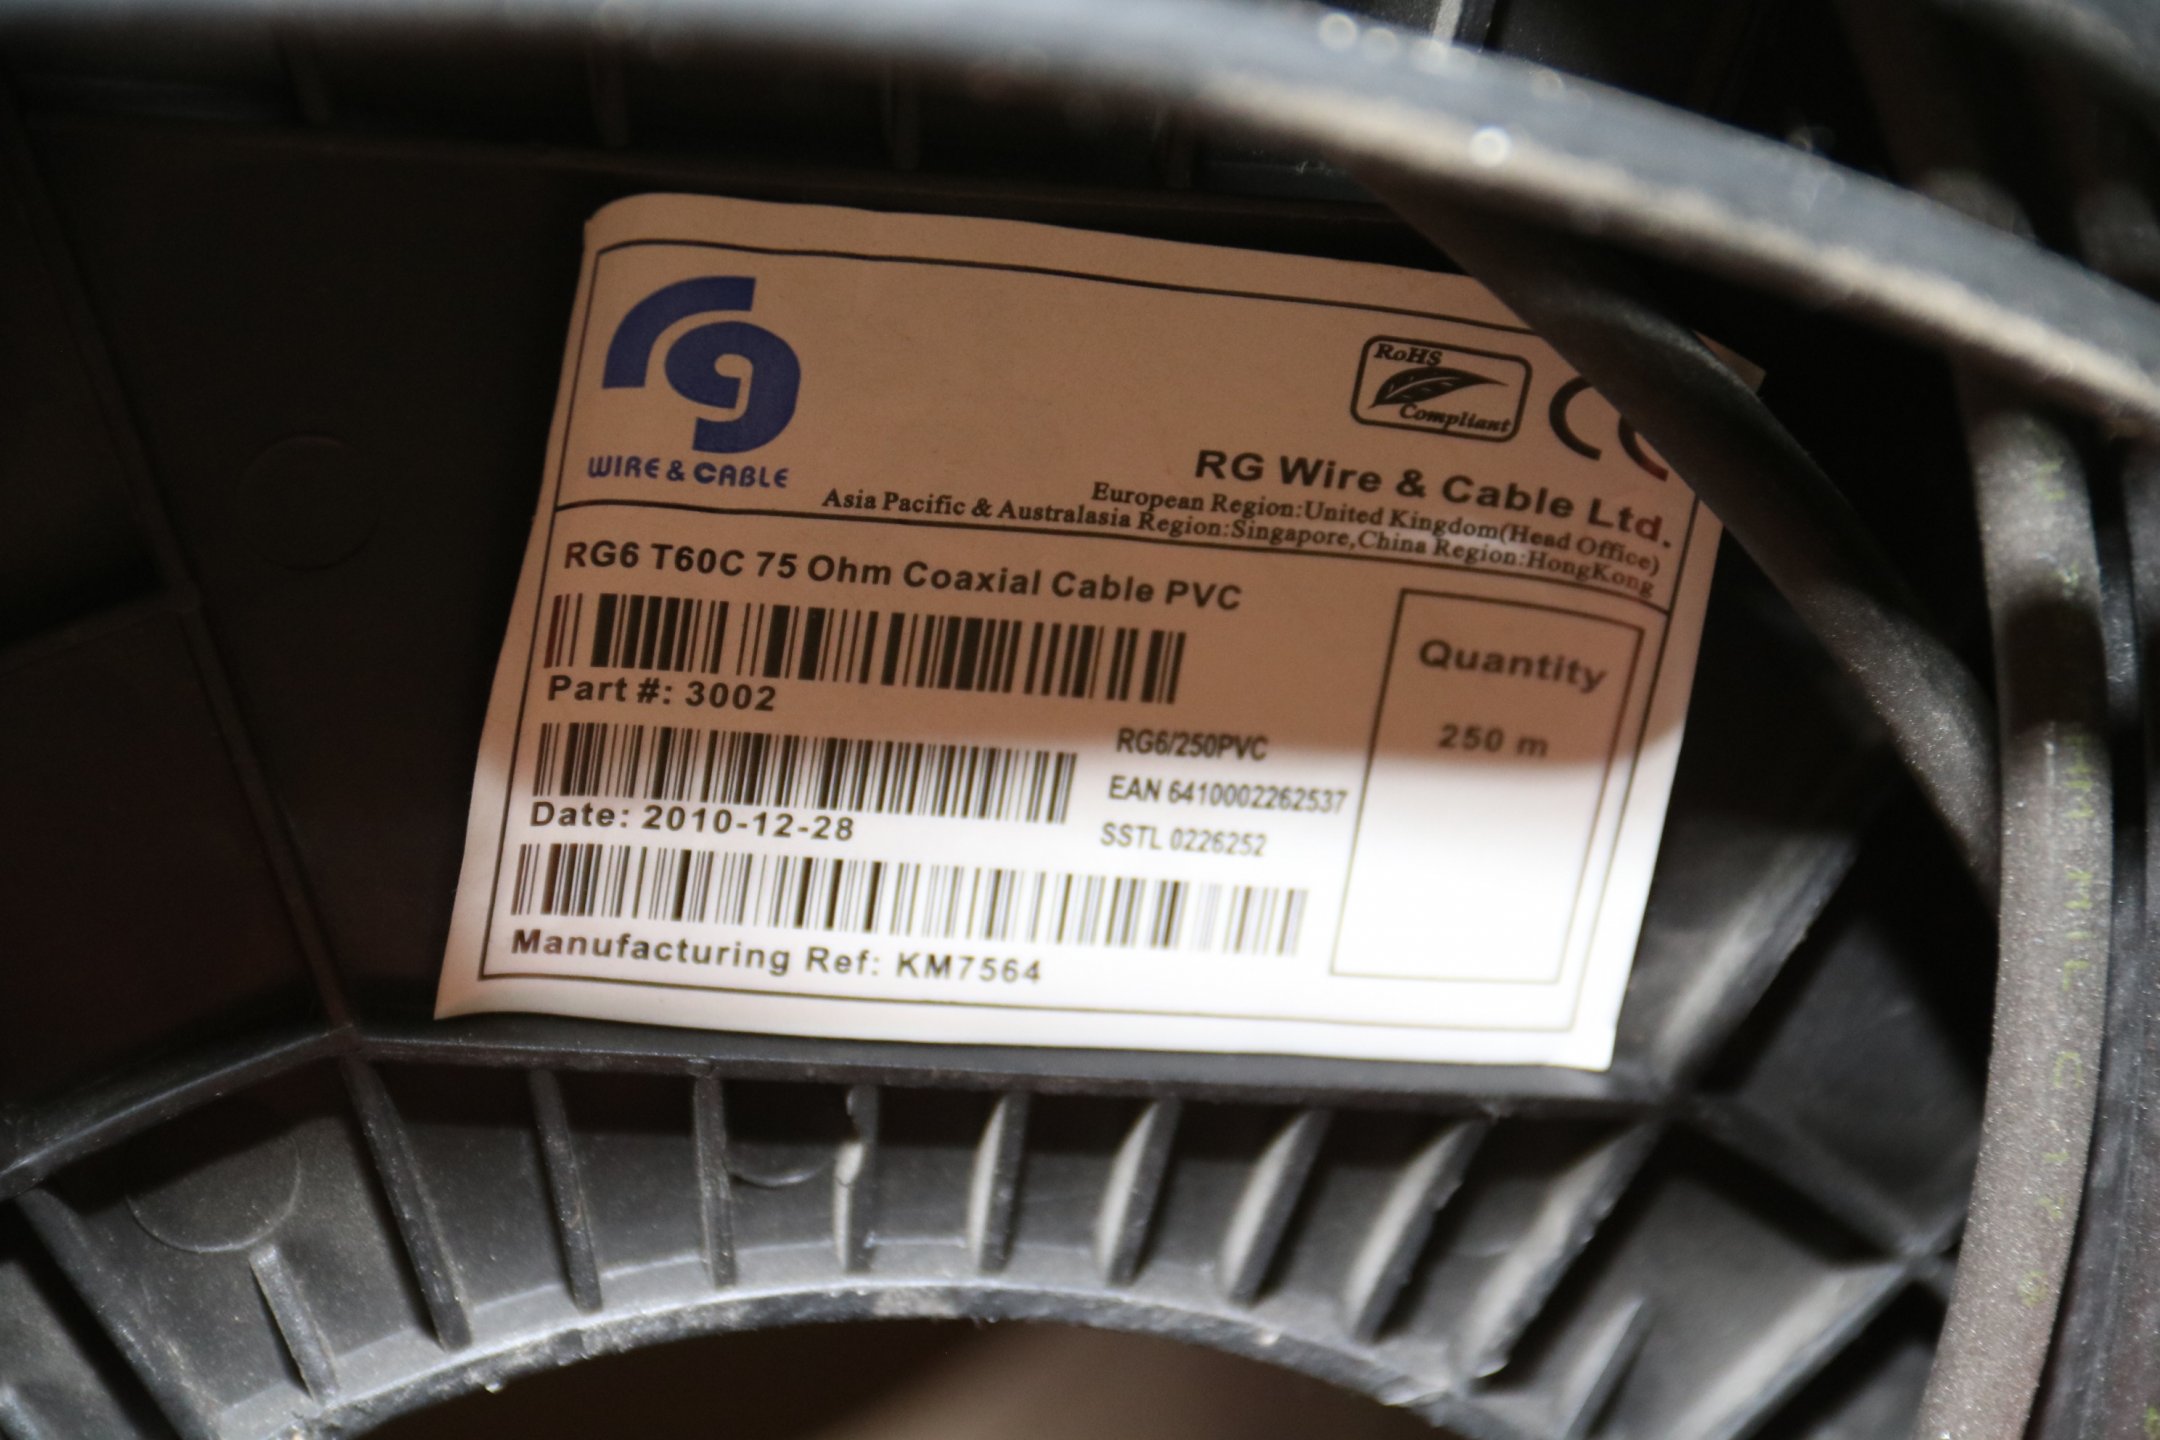 rg
WIRE & CABLE
RoHS
Compliant
CE
RG Wire & Cable Ltd.
European Region:United Kingdom(Head Office)
Asia Pacific & Australasia Region:Singapore,China Region:HongKong
RG6 T60C 75 Ohm Coaxial Cable PVC
Quantity
250 m
Part #: 3002
RG6/250PVC
EAN 6410002262537
SSTL 0226252
Date: 2010-12-28
Manufacturing Ref: KM7564